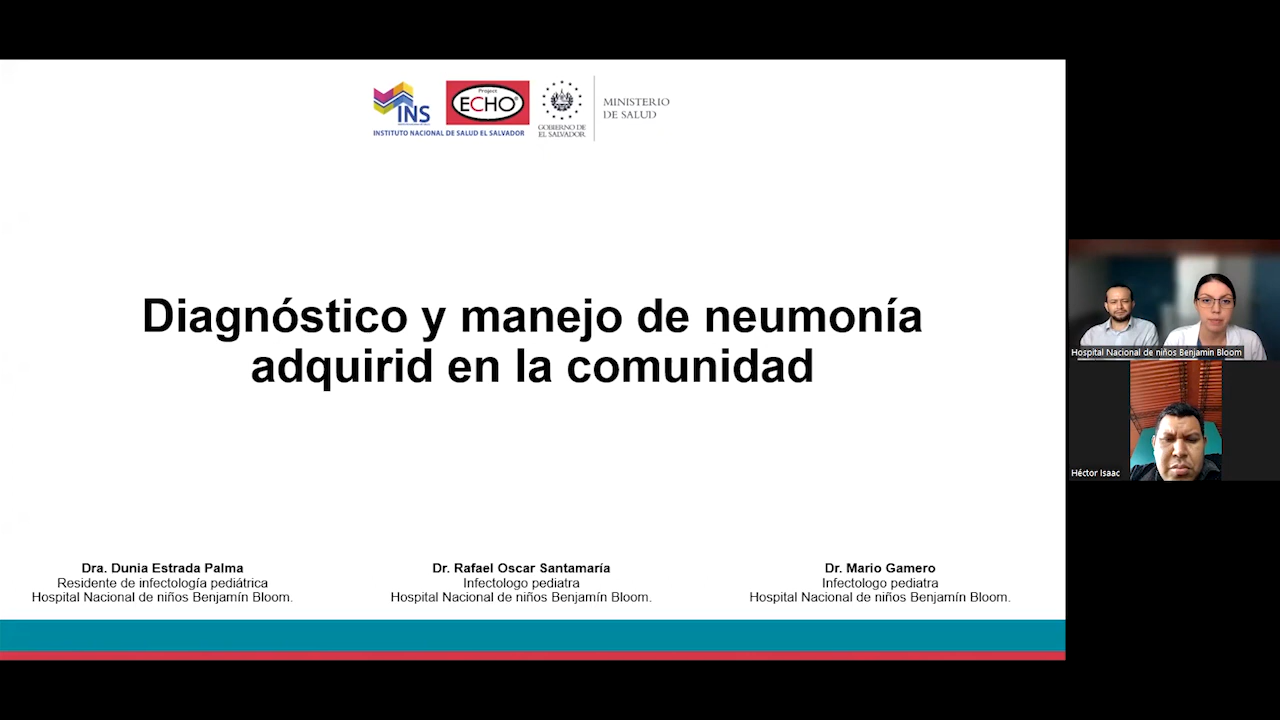 INS
INSTITUTO NACIONAL DE SALUD EL SALVADOR
Project
ECHO®
GOBIERNO DE
EL SALVADOR
MINISTERIO
DE SALUD
Diagnóstico y manejo de neumonía
adquirid en la comunidad
Dra. Dunia Estrada Palma
Residente de infectología pediátrica
Hospital Nacional de niños Benjamín Bloom.
Dr. Rafael Oscar Santamaría
Infectologo pediatra
Hospital Nacional de niños Benjamín Bloom.
Dr. Mario Gamero
Infectologo pediatra
Hospital Nacional de niños Benjamín Bloom.
Hospital Nacional de niños Benjamin Bloom
Héctor Isaac